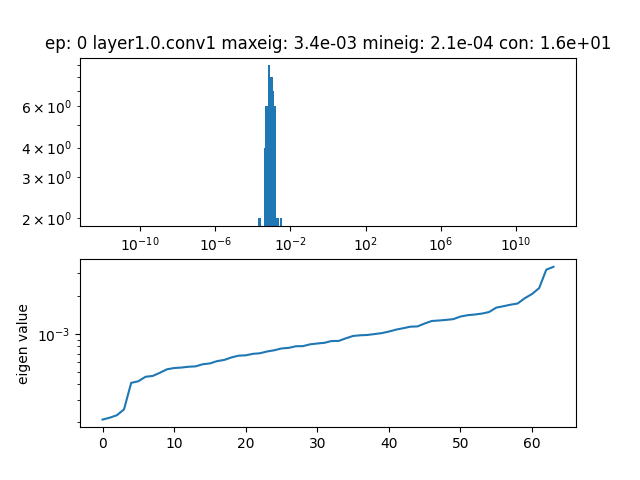 ep: 0 layer1.0.conv1 maxeig: 3.4e-03 mineig: 2.1e-04 con: 1.6e+01
6 × 10⁰
4 × 10⁰
3 × 10⁰
2 × 10⁰
10⁻¹⁰ 10⁻⁶ 10⁻² 10² 10⁶ 10¹⁰
eigen value
10⁻³
0 10 20 30 40 50 60